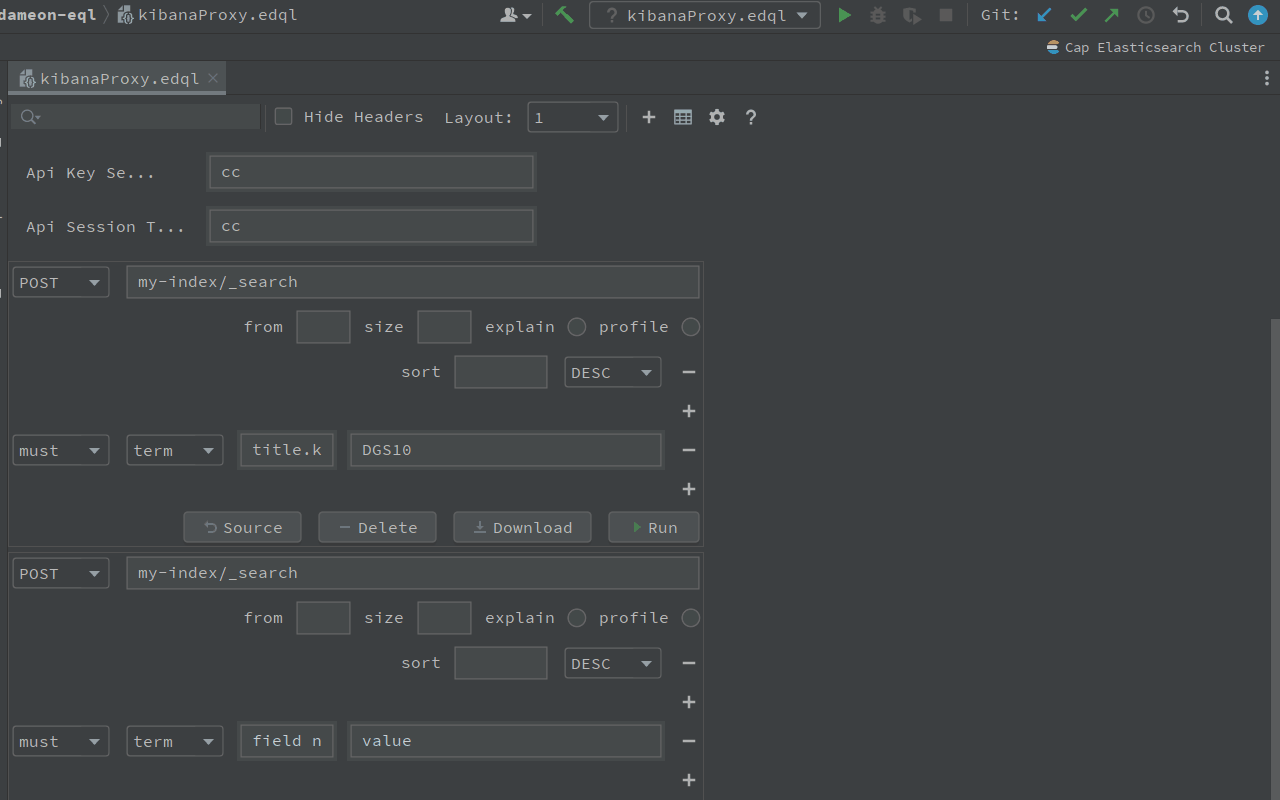 dameon-eql kibanaProxy.edql kibanaProxy.edql Git:
Cap Elasticsearch Cluster
kibanaProxy.edql
Hide Headers Layout: 1
Api Key Se... cc
Api Session T... cc
POST my-index/_search
from size explain profile
sort DESC
must term title.k DGS10
Source Delete Download Run
POST my-index/_search
from size explain profile
sort DESC
must term field n value